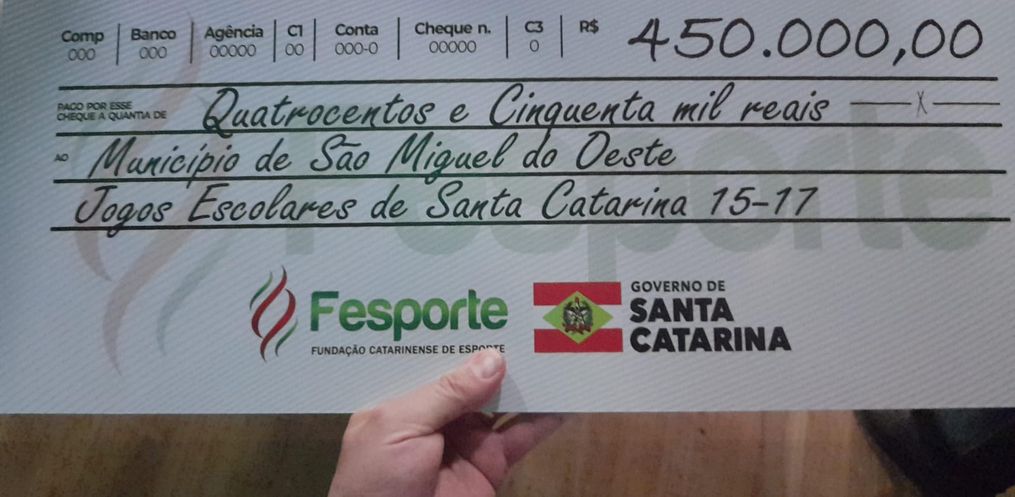 Comp Banco Agência C1 Conta Cheque n. C3 R$ 450.000,00
000 000 00000 00 000-0 00000 0
PAGO POR ESSE
CHEQUE A QUANTIA DE Quatrocentos e Cinquenta mil reais —x—
AO Município de São Miguel do Oeste
Jogos Escolares de Santa Catarina 15-17
Fesporte
Fesporte
FUNDAÇÃO CATARINENSE DE ESPORTE
GOVERNO DE
SANTA
CATARINA